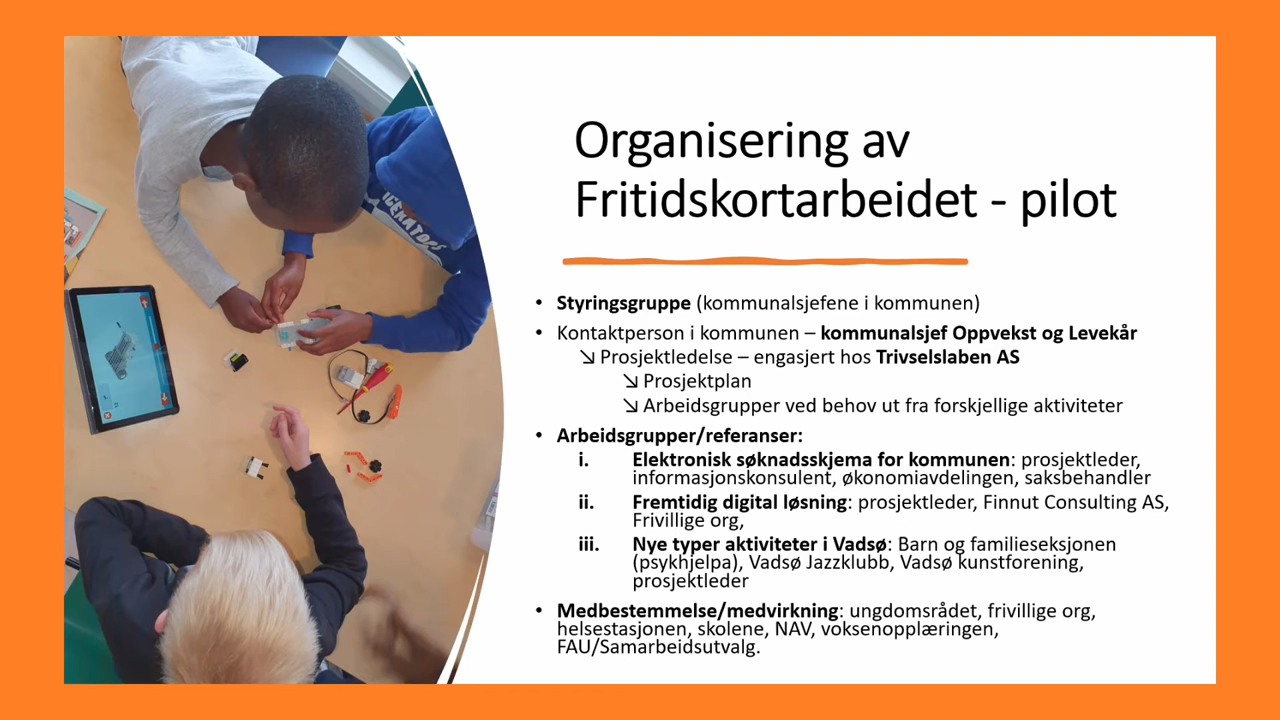 Organisering av
Fritidskortarbeidet - pilot
• Styringsgruppe (kommunalsjefene i kommunen)
• Kontaktperson i kommunen – kommunalsjef Oppvekst og Levekår
↘ Prosjektledelse – engasjert hos Trivselslaben AS
↘ Prosjektplan
↘ Arbeidsgrupper ved behov ut fra forskjellige aktiviteter
• Arbeidsgrupper/referanser:
i. Elektronisk søknadsskjema for kommunen: prosjektleder,
informasjonskonsulent, økonomiavdelingen, saksbehandler
ii. Fremtidig digital løsning: prosjektleder, Finnut Consulting AS,
Frivillige org,
iii. Nye typer aktiviteter i Vadsø: Barn og familieseksjonen
(psykhjelpa), Vadsø Jazzklubb, Vadsø kunstforening,
prosjektleder
• Medbestemmelse/medvirkning: ungdomsrådet, frivillige org,
helsestasjonen, skolene, NAV, voksenopplæringen,
FAU/Samarbeidsutvalg.